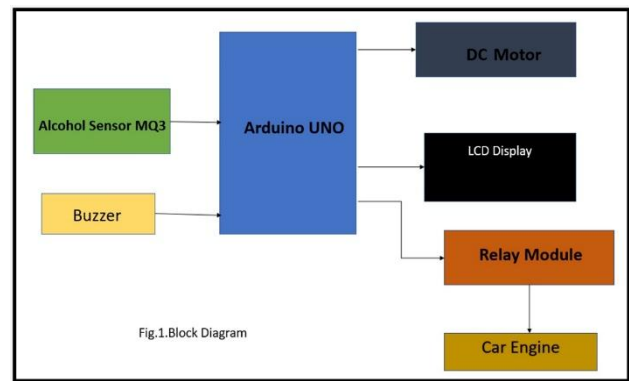 DC Motor
Alcohol Sensor MQ3
Arduino UNO
LCD Display
Buzzer
Relay Module
Fig.1.Block Diagram
Car Engine